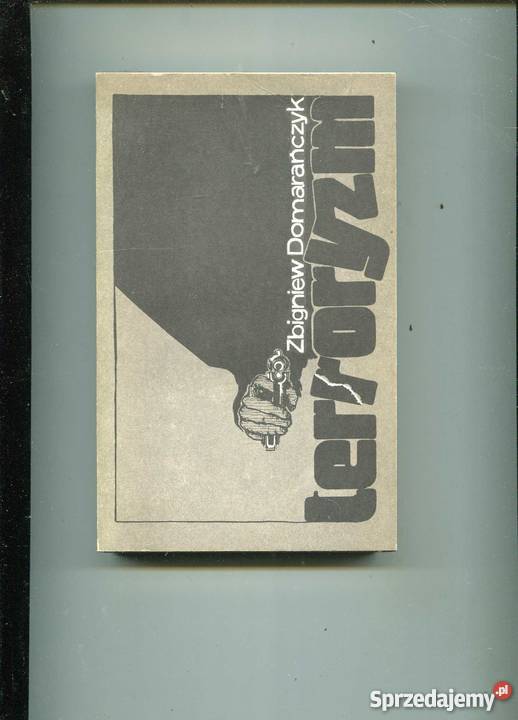 Zbigniew Domarańczyk
terroryzm
Sprzedajemy.pl